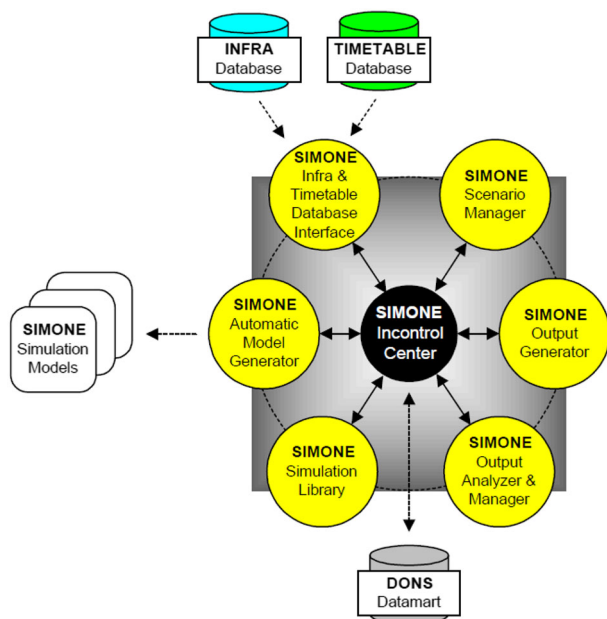 INFRA
Database
TIMETABLE
Database
SIMONE
Infra &
Timetable
Database
Interface
SIMONE
Scenario
Manager
SIMONE
Simulation
Models
SIMONE
Automatic
Model
Generator
SIMONE
Incontrol
Center
SIMONE
Output
Generator
SIMONE
Simulation
Library
SIMONE
Output
Analyzer &
Manager
DONS
Datamart